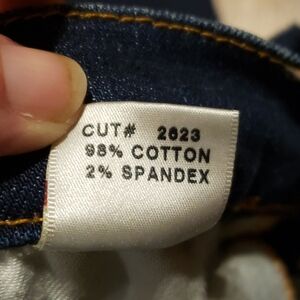 CUT# 2623
98% COTTON
2% SPANDEX